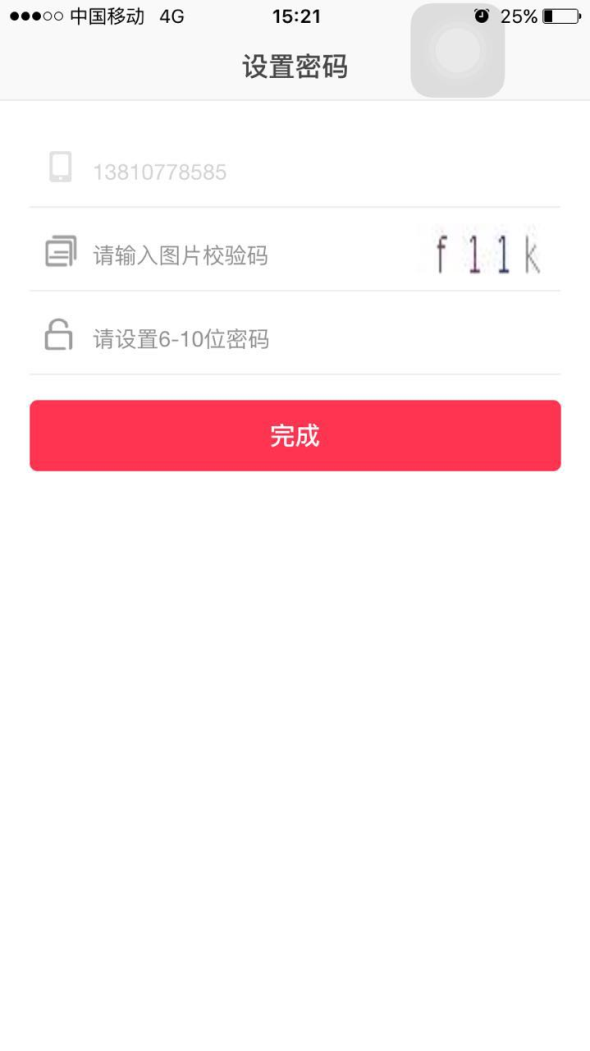 中国移动 4G 15:21 25%
设置密码
13810778585
请输入图片校验码 f11k
请设置6-10位密码
完成